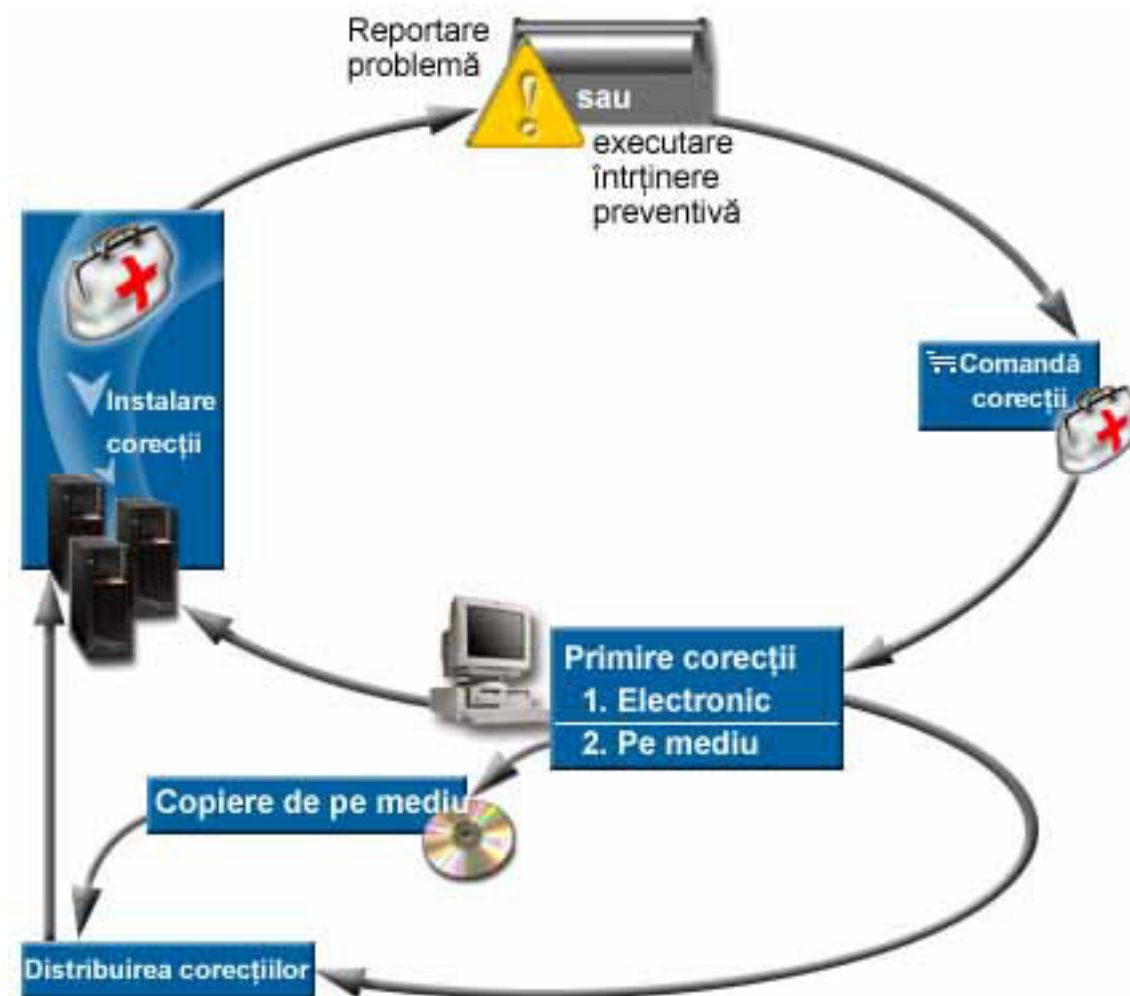 Reportare
problemă
sau
executare
întrținere
preventivă
Comandă
corecții
Instalare
corecții
Primire corecții
1. Electronic
2. Pe mediu
Copiere de pe mediu
Distribuirea corecțiilor